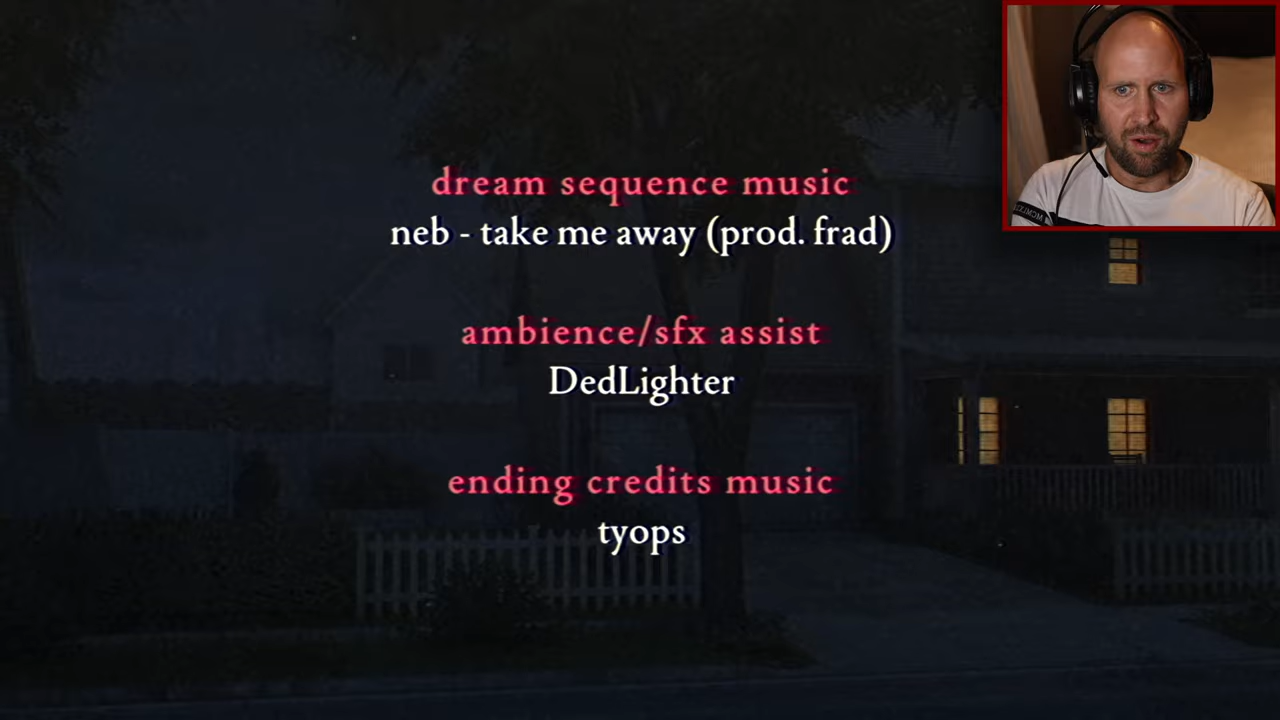 dream sequence music
neb - take me away (prod. frad)
ambience/sfx assist
DedLighter
ending credits music
tyops